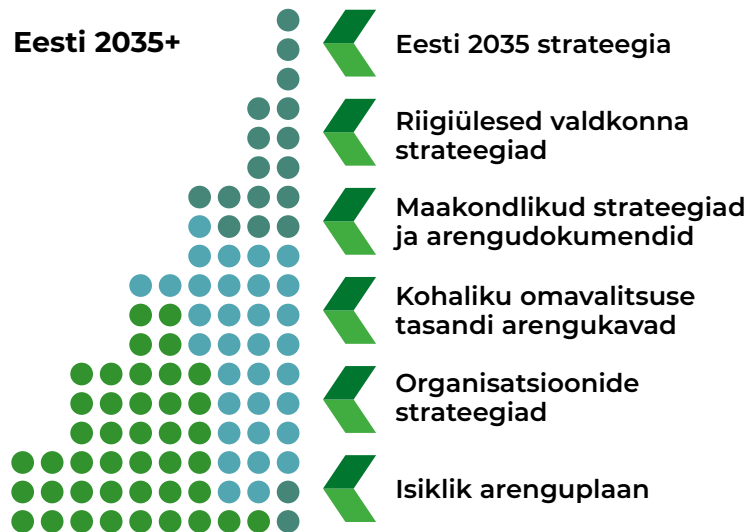 Eesti 2035+
Eesti 2035 strateegia
Riigiülesed valdkonna
strateegiad
Maakondlikud strateegiad
ja arengudokumendid
Kohaliku omavalitsuse
tasandi arengukavad
Organisatsioonide
strateegiad
Isiklik arenguplaan